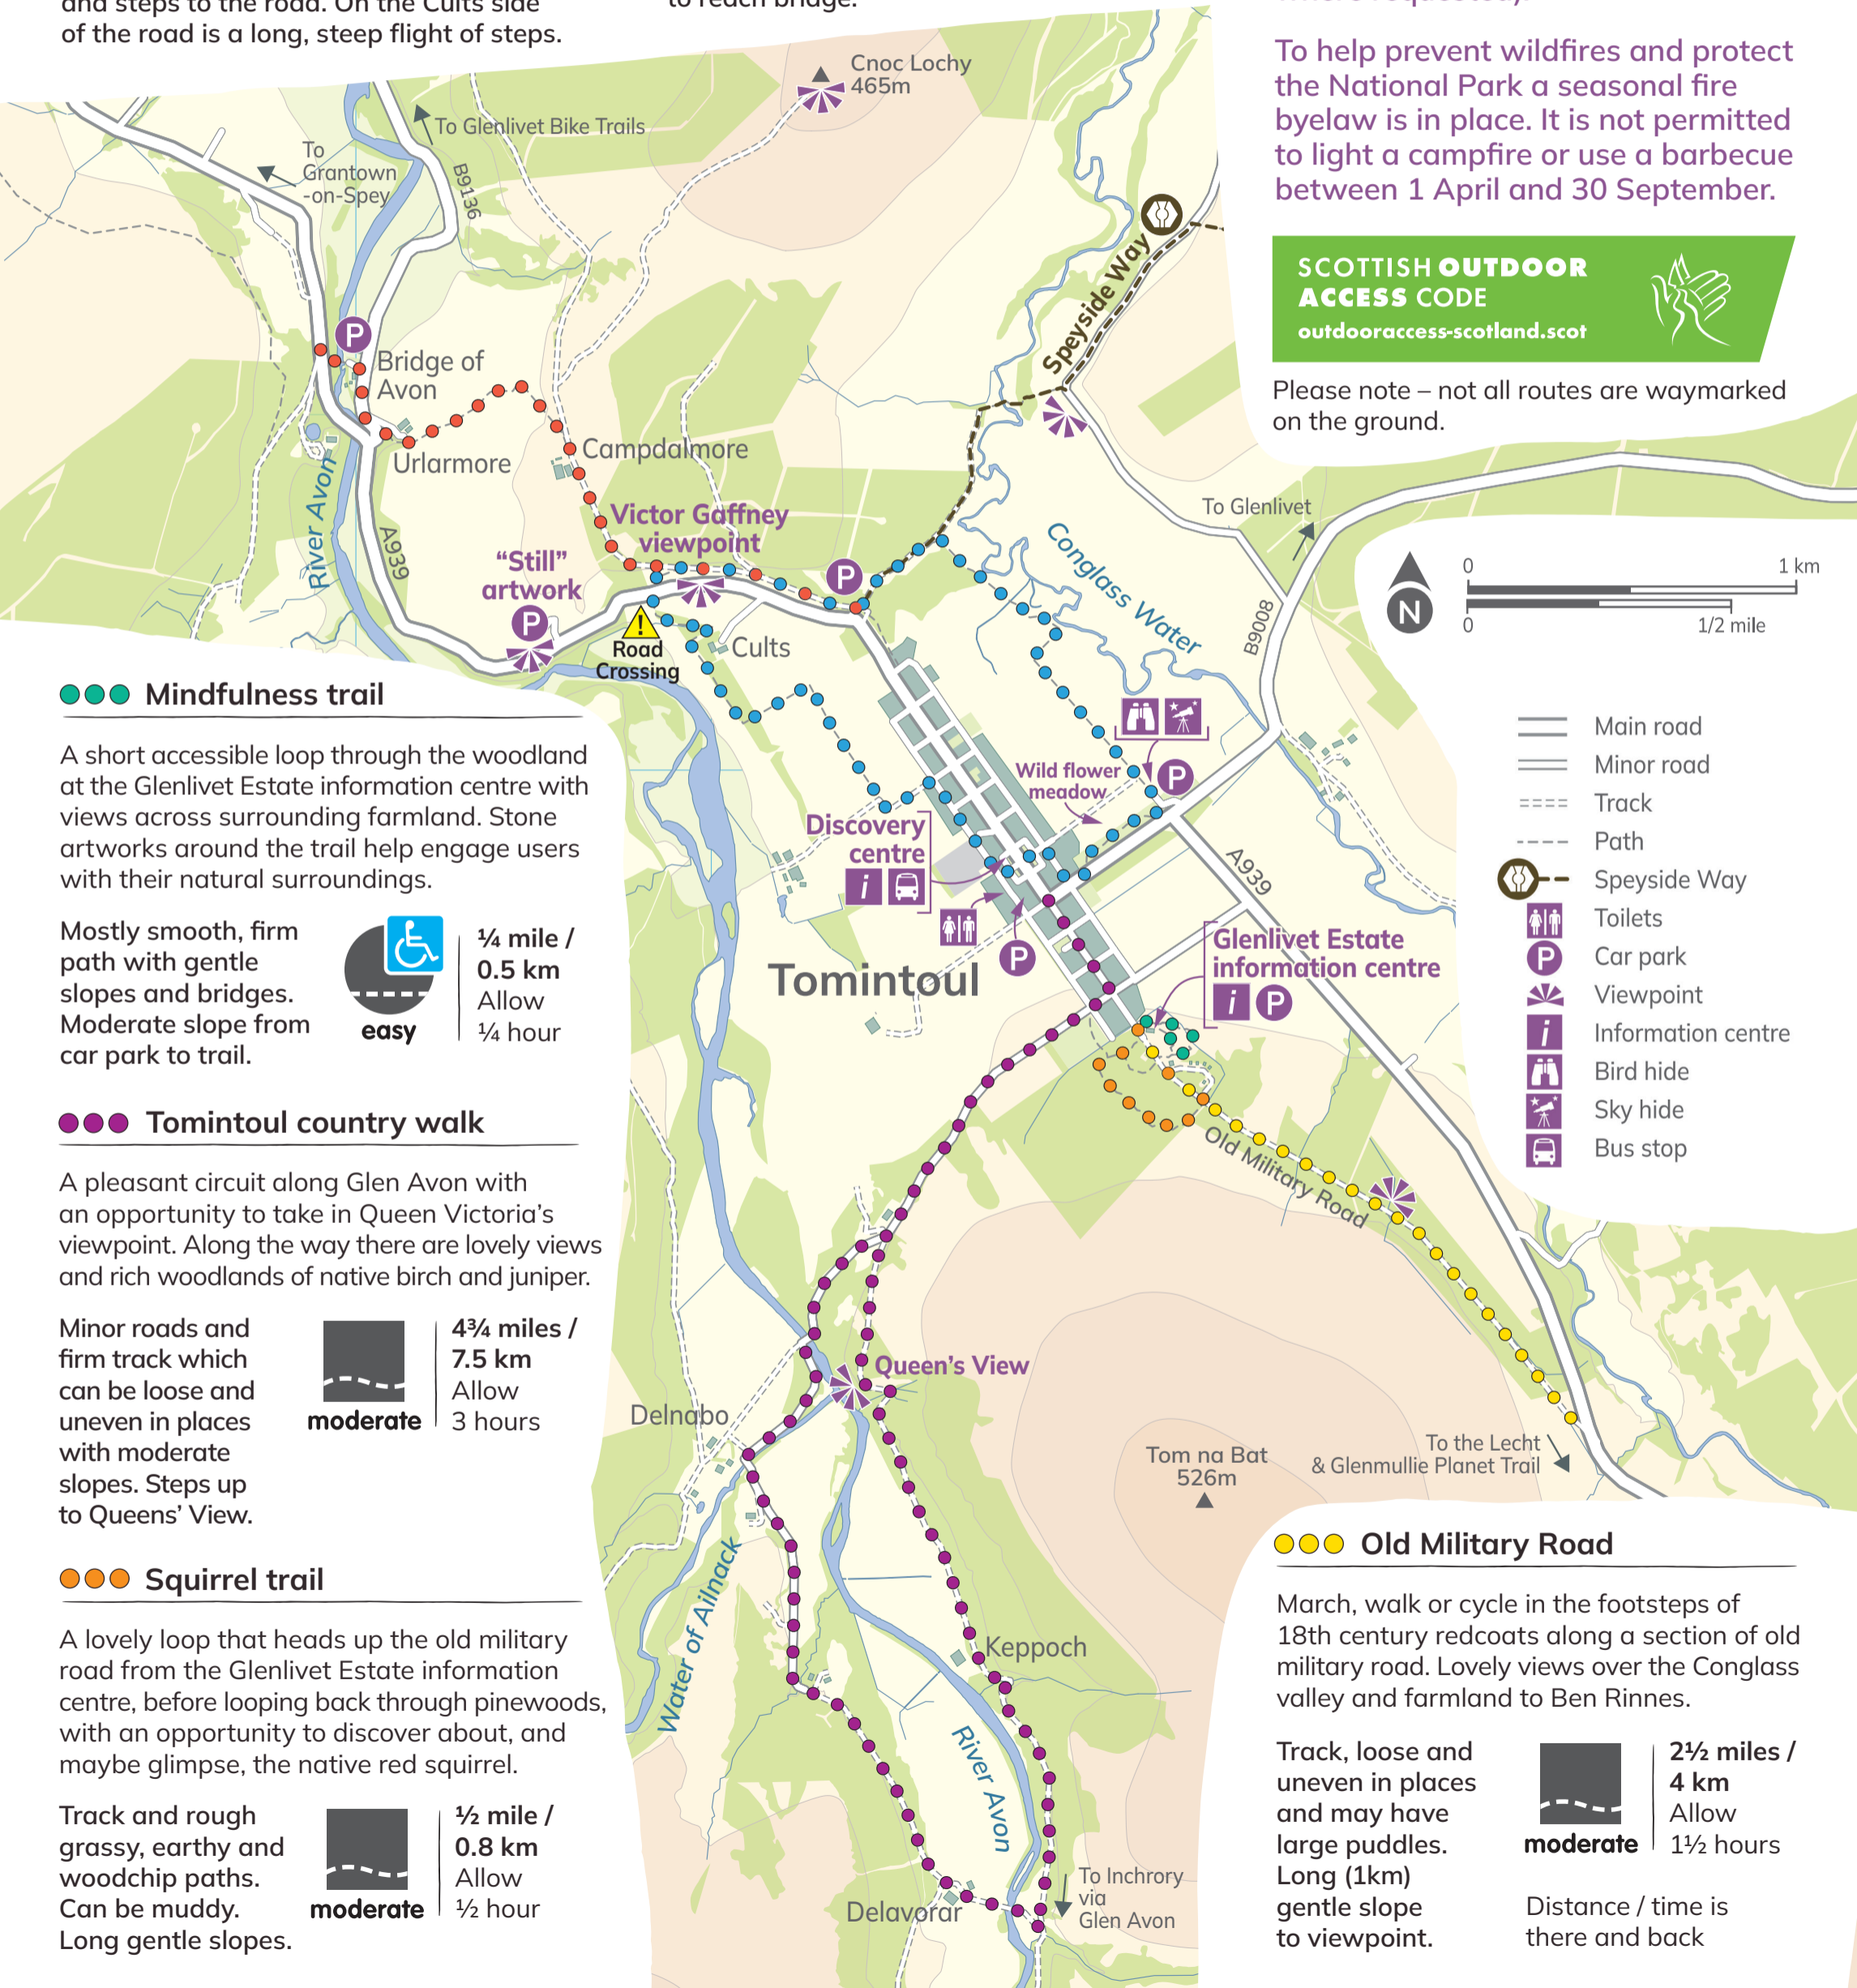 and steps to the road. On the Cults side
of the road is a long, steep flight of steps.
to reach bridge.
To help prevent wildfires and protect
the National Park a seasonal fire
byelaw is in place. It is not permitted
to light a campfire or use a barbecue
between 1 April and 30 September.
SCOTTISH OUTDOOR
ACCESS CODE
outdooraccess-scotland.scot
Please note – not all routes are waymarked
on the ground.
Cnoc Lochy
465m
To Glenlivet Bike Trails
To
Grantown
-on-Spey
B9136
Speyside Way
P
Bridge of
Avon
Urlarmore
Campdalmore
River Avon
A939
Victor Gaffney
viewpoint
"Still"
artwork
P
P
!
Road
Crossing
Cults
Conglass Water
To Glenlivet
B9008
N
0
1 km
0
1/2 mile
Main road
Minor road
Track
Path
Speyside Way
Toilets
P
Car park
Viewpoint
i
Information centre
Bird hide
Sky hide
Bus stop
Wild flower
meadow
P
Discovery
centre
i
P
Tomintoul
A939
Glenlivet Estate
information centre
i P
Old Military Road
Queen's View
Delnabo
Tom na Bat
526m
To the Lecht
& Glenmullie Planet Trail
Water of Ailnack
Keppoch
River Avon
Delavorar
To Inchrory
via
Glen Avon
Mindfulness trail
A short accessible loop through the woodland
at the Glenlivet Estate information centre with
views across surrounding farmland. Stone
artworks around the trail help engage users
with their natural surroundings.
Mostly smooth, firm
path with gentle
slopes and bridges.
Moderate slope from
car park to trail.
easy
¼ mile /
0.5 km
Allow
¼ hour
Tomintoul country walk
A pleasant circuit along Glen Avon with
an opportunity to take in Queen Victoria's
viewpoint. Along the way there are lovely views
and rich woodlands of native birch and juniper.
Minor roads and
firm track which
can be loose and
uneven in places
with moderate
slopes. Steps up
to Queens' View.
moderate
4¾ miles /
7.5 km
Allow
3 hours
Squirrel trail
A lovely loop that heads up the old military
road from the Glenlivet Estate information
centre, before looping back through pinewoods,
with an opportunity to discover about, and
maybe glimpse, the native red squirrel.
Track and rough
grassy, earthy and
woodchip paths.
Can be muddy.
Long gentle slopes.
moderate
½ mile /
0.8 km
Allow
½ hour
Old Military Road
March, walk or cycle in the footsteps of
18th century redcoats along a section of old
military road. Lovely views over the Conglass
valley and farmland to Ben Rinnes.
Track, loose and
uneven in places
and may have
large puddles.
Long (1km)
gentle slope
to viewpoint.
moderate
2½ miles /
4 km
Allow
1½ hours
Distance / time is
there and back